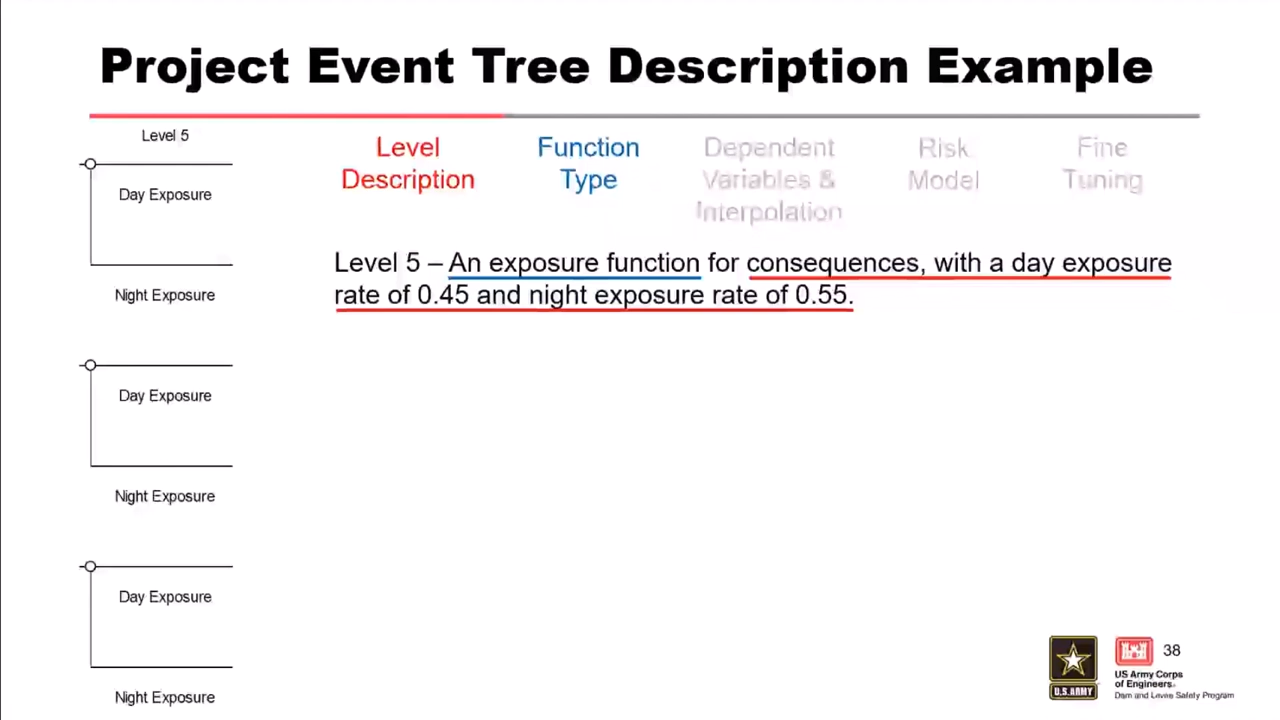 Project Event Tree Description Example
Level 5
Day Exposure
Night Exposure
Day Exposure
Night Exposure
Day Exposure
Night Exposure
Level
Description
Function
Type
Dependent
Variables &
Interpolation
Risk
Model
Fine
Tuning
Level 5 – An exposure function for consequences, with a day exposure
rate of 0.45 and night exposure rate of 0.55.
U.S.ARMY
38
US Army Corps
of Engineers®
Dam and Levee Safety Program